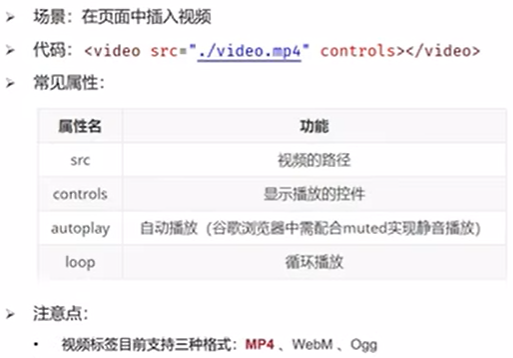 场景：在页面中插入视频
代码：<video src="./video.mp4" controls></video>
常见属性：
属性名 功能
src 视频的路径
controls 显示播放的控件
autoplay 自动播放（谷歌浏览器中需配合muted实现静音播放）
loop 循环播放
注意点：
• 视频标签目前支持三种格式：MP4 、WebM 、Ogg